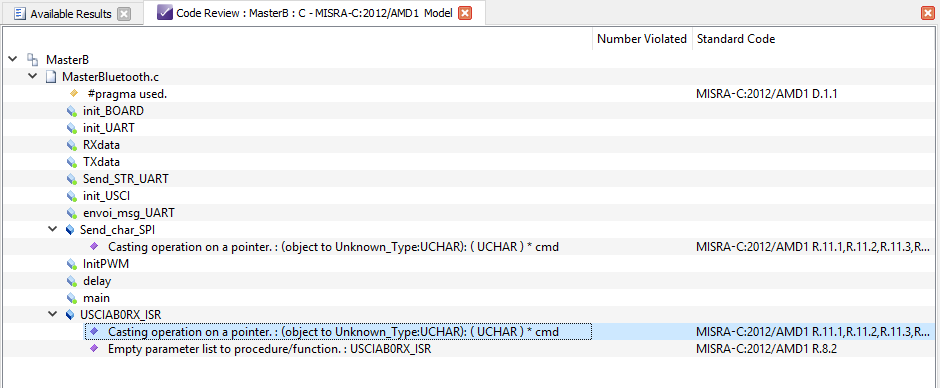 Available Results
Code Review : MasterB : C - MISRA-C:2012/AMD1 Model
Number Violated Standard Code
MasterB
MasterBluetooth.c
#pragma used. MISRA-C:2012/AMD1 D.1.1
init_BOARD
init_UART
RXdata
TXdata
Send_STR_UART
init_USCI
envoi_msg_UART
Send_char_SPI
Casting operation on a pointer. : (object to Unknown_Type:UCHAR): ( UCHAR ) * cmd MISRA-C:2012/AMD1 R.11.1,R.11.2,R.11.3,R...
InitPWM
delay
main
USCIAB0RX_ISR
Casting operation on a pointer. : (object to Unknown_Type:UCHAR): ( UCHAR ) * cmd MISRA-C:2012/AMD1 R.11.1,R.11.2,R.11.3,R...
Empty parameter list to procedure/function. : USCIAB0RX_ISR MISRA-C:2012/AMD1 R.8.2